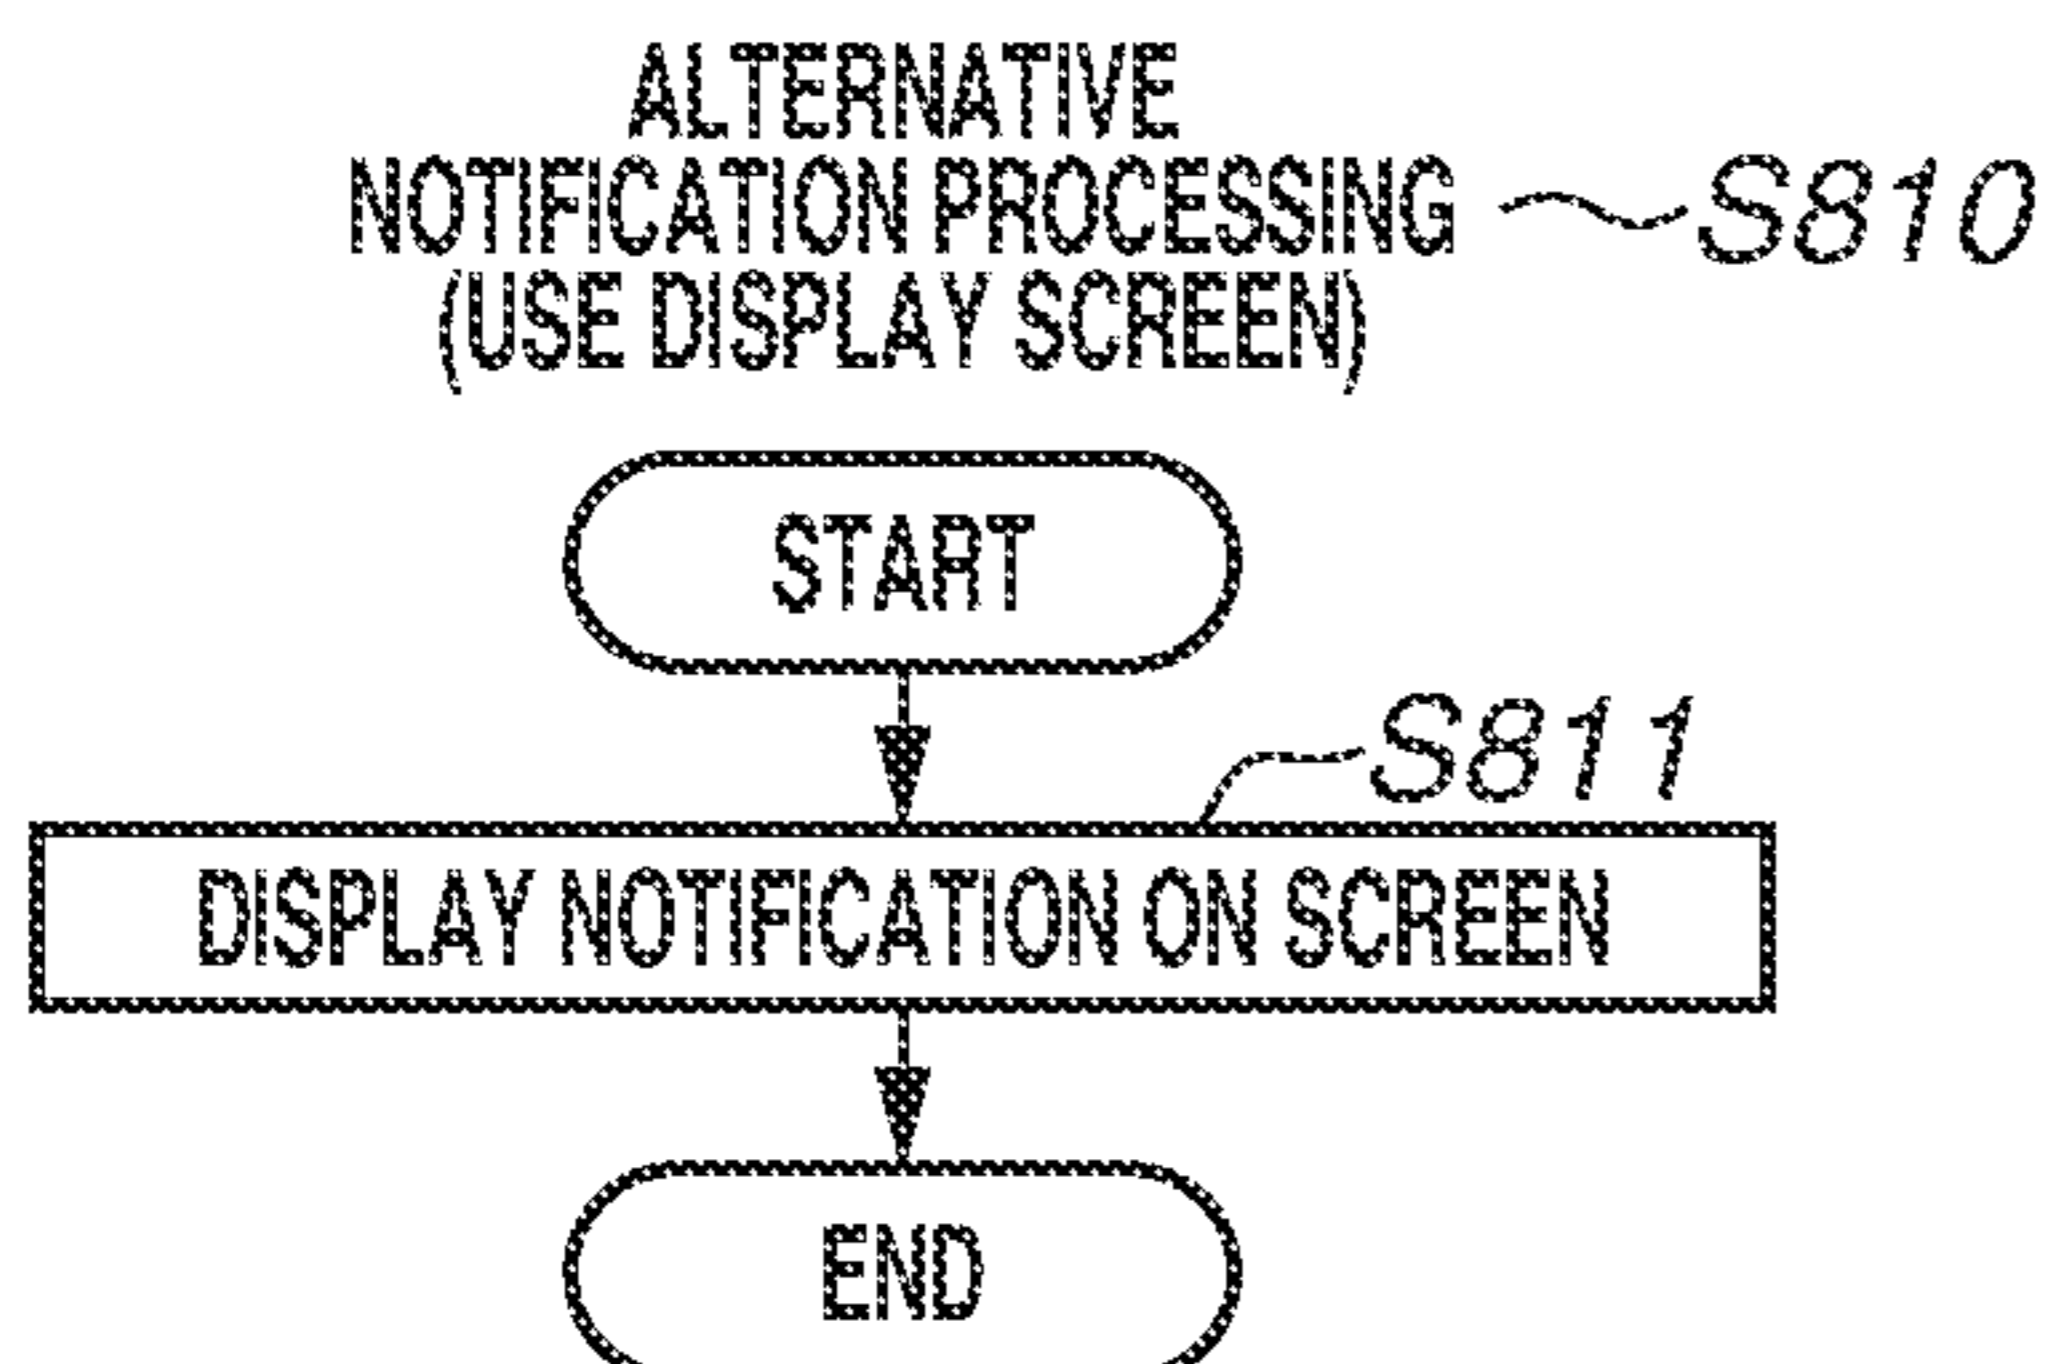 ALTERNATIVE
NOTIFICATION PROCESSING S810
(USE DISPLAY SCREEN)
START
S811
DISPLAY NOTIFICATION ON SCREEN
END